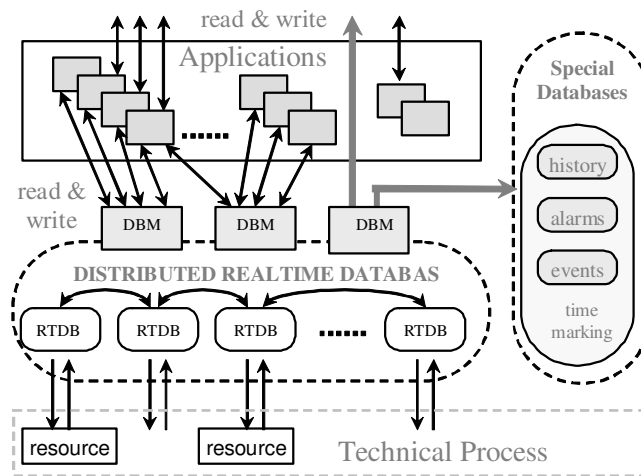 read & write
Applications
Special
Databases
history
alarms
events
time
marking
read &
write
DBM
DBM
DBM
DISTRIBUTED REALTIME DATABAS
RTDB
RTDB
RTDB
RTDB
resource
resource
Technical Process